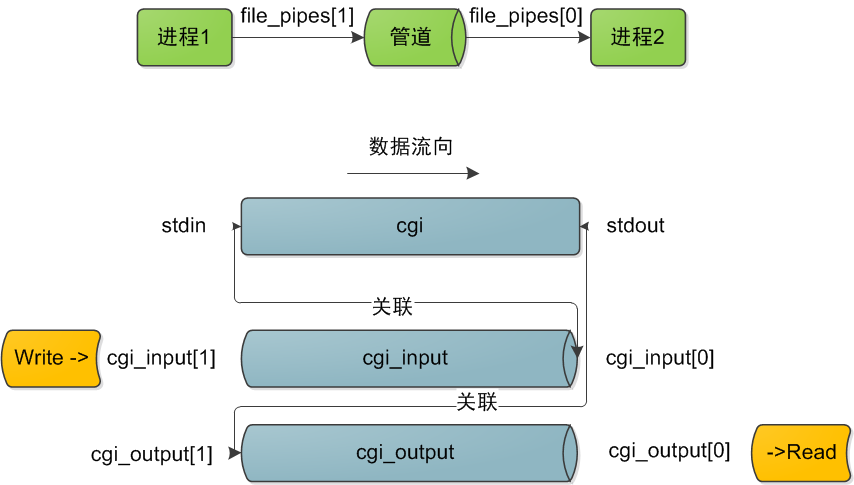 file_pipes[1]
file_pipes[0]
进程1
管道
进程2
数据流向
stdin
cgi
stdout
关联
Write ->
cgi_input[1]
cgi_input
cgi_input[0]
关联
cgi_output[1]
cgi_output
cgi_output[0]
->Read